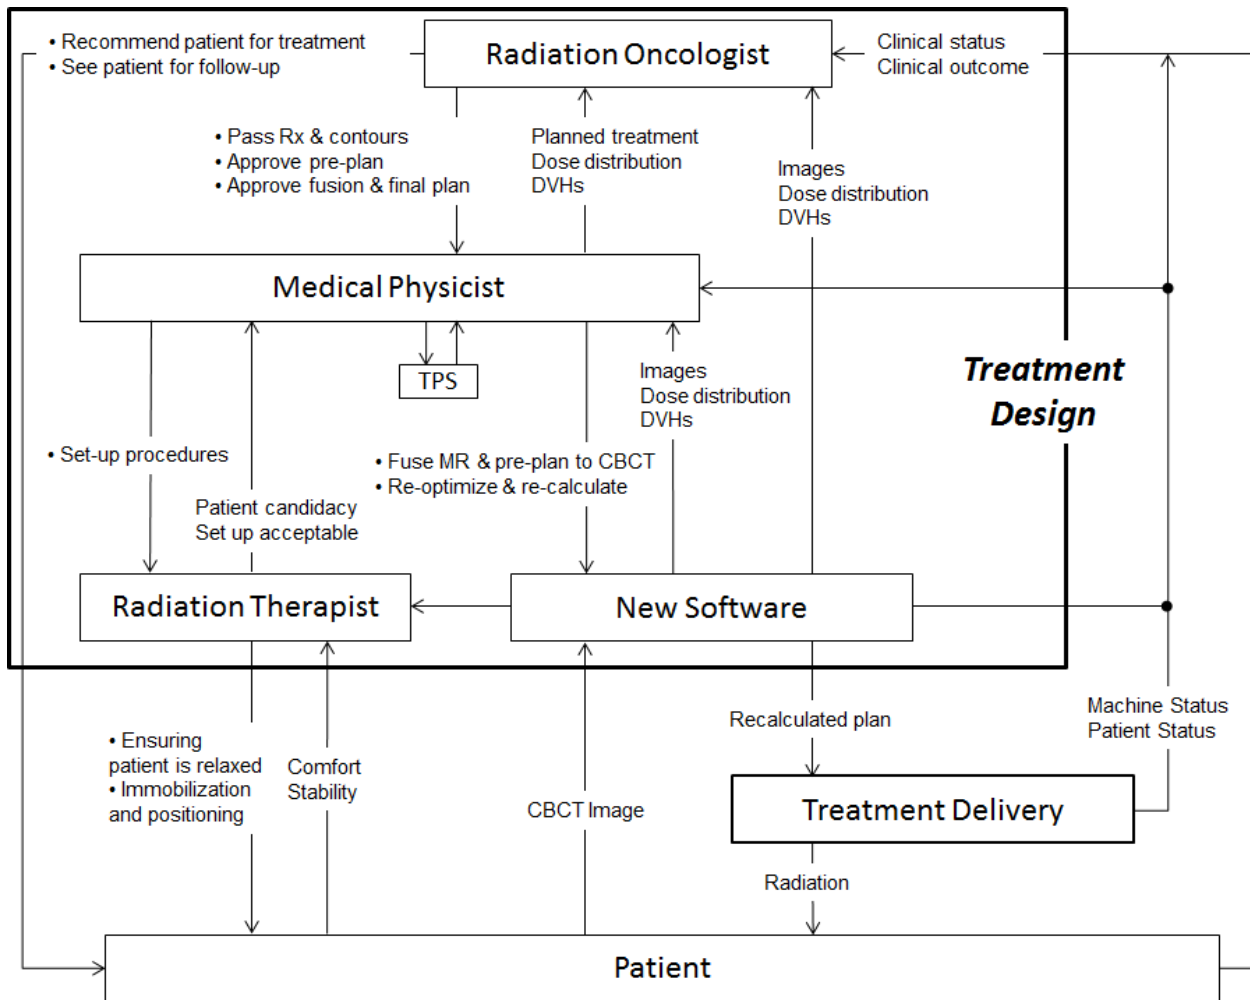 • Recommend patient for treatment
• See patient for follow-up
Radiation Oncologist
Clinical status
Clinical outcome
• Pass Rx & contours
• Approve pre-plan
• Approve fusion & final plan
Planned treatment
Dose distribution
DVHs
Images
Dose distribution
DVHs
Medical Physicist
TPS
Images
Dose distribution
DVHs
Treatment
Design
• Set-up procedures
• Fuse MR & pre-plan to CBCT
• Re-optimize & re-calculate
Patient candidacy
Set up acceptable
Radiation Therapist
New Software
• Ensuring
patient is relaxed
• Immobilization
and positioning
Comfort
Stability
CBCT Image
Recalculated plan
Machine Status
Patient Status
Treatment Delivery
Radiation
Patient